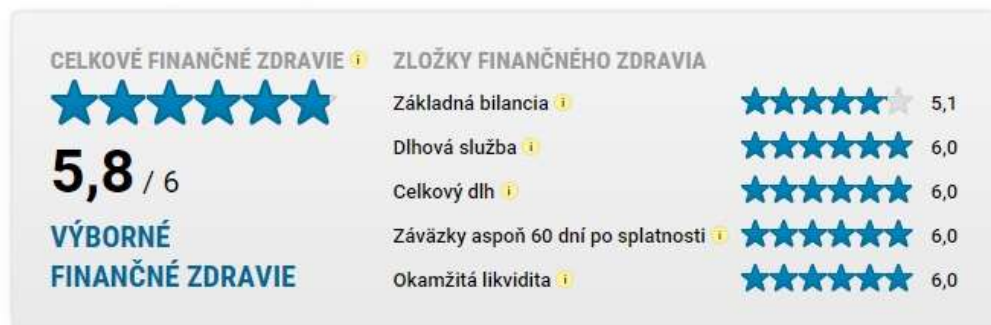 CELKOVÉ FINANČNÉ ZDRAVIE i
5,8 / 6
VÝBORNÉ
FINANČNÉ ZDRAVIE
ZLOŽKY FINANČNÉHO ZDRAVIA
Základná bilancia i 5,1
Dlhová služba i 6,0
Celkový dlh i 6,0
Záväzky aspoň 60 dní po splatnosti i 6,0
Okamžitá likvidita i 6,0